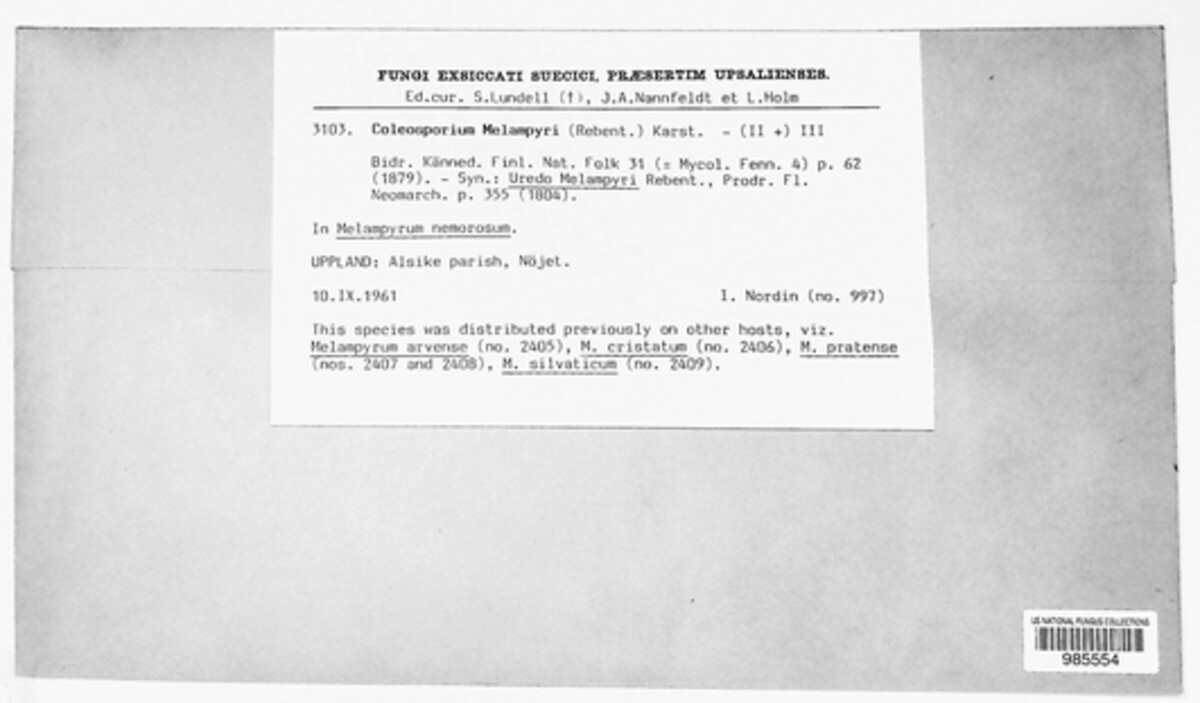 FUNGI EXSICCATI SUECICI, PRÆSERTIM UPSALIENSES.
Ed.cur. S.Lundell (†), J.A.Nannfeldt et L.Holm
3103. Coleosporium Melampyri (Rebent.) Karst. - (II +) III
Bidr. Känned. Finl. Nat. Folk 31 (= Mycol. Fenn. 4) p. 62
(1879). - Syn.: Uredo Melampyri Rebent., Prodr. Fl.
Neomarch. p. 355 (1804).
In Melampyrum nemorosum.
UPPLAND: Alsike parish, Nöjet.
10.IX.1961 I. Nordin (no. 997)
This species was distributed previously on other hosts, viz.
Melampyrum arvense (no. 2405), M. cristatum (no. 2406), M. pratense
(nos. 2407 and 2408), M. silvaticum (no. 2409).
US NATIONAL FUNGUS COLLECTIONS
985554